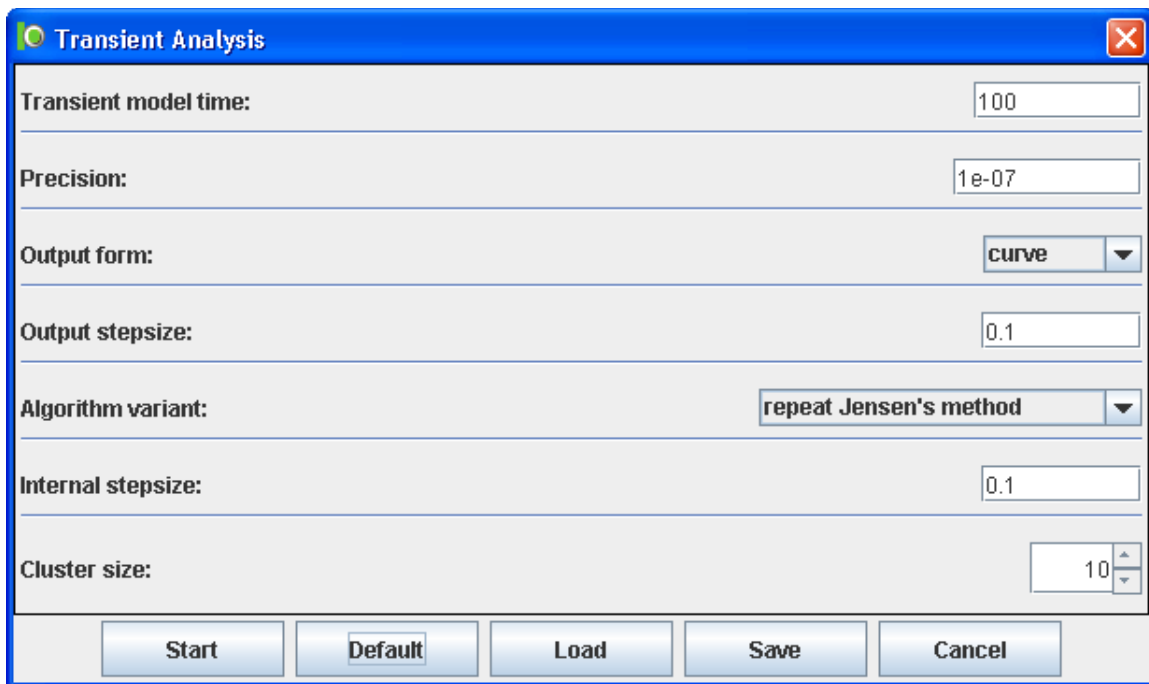 Transient Analysis
Transient model time: 100
Precision: 1e-07
Output form: curve
Output stepsize: 0.1
Algorithm variant: repeat Jensen's method
Internal stepsize: 0.1
Cluster size: 10
Start Default Load Save Cancel